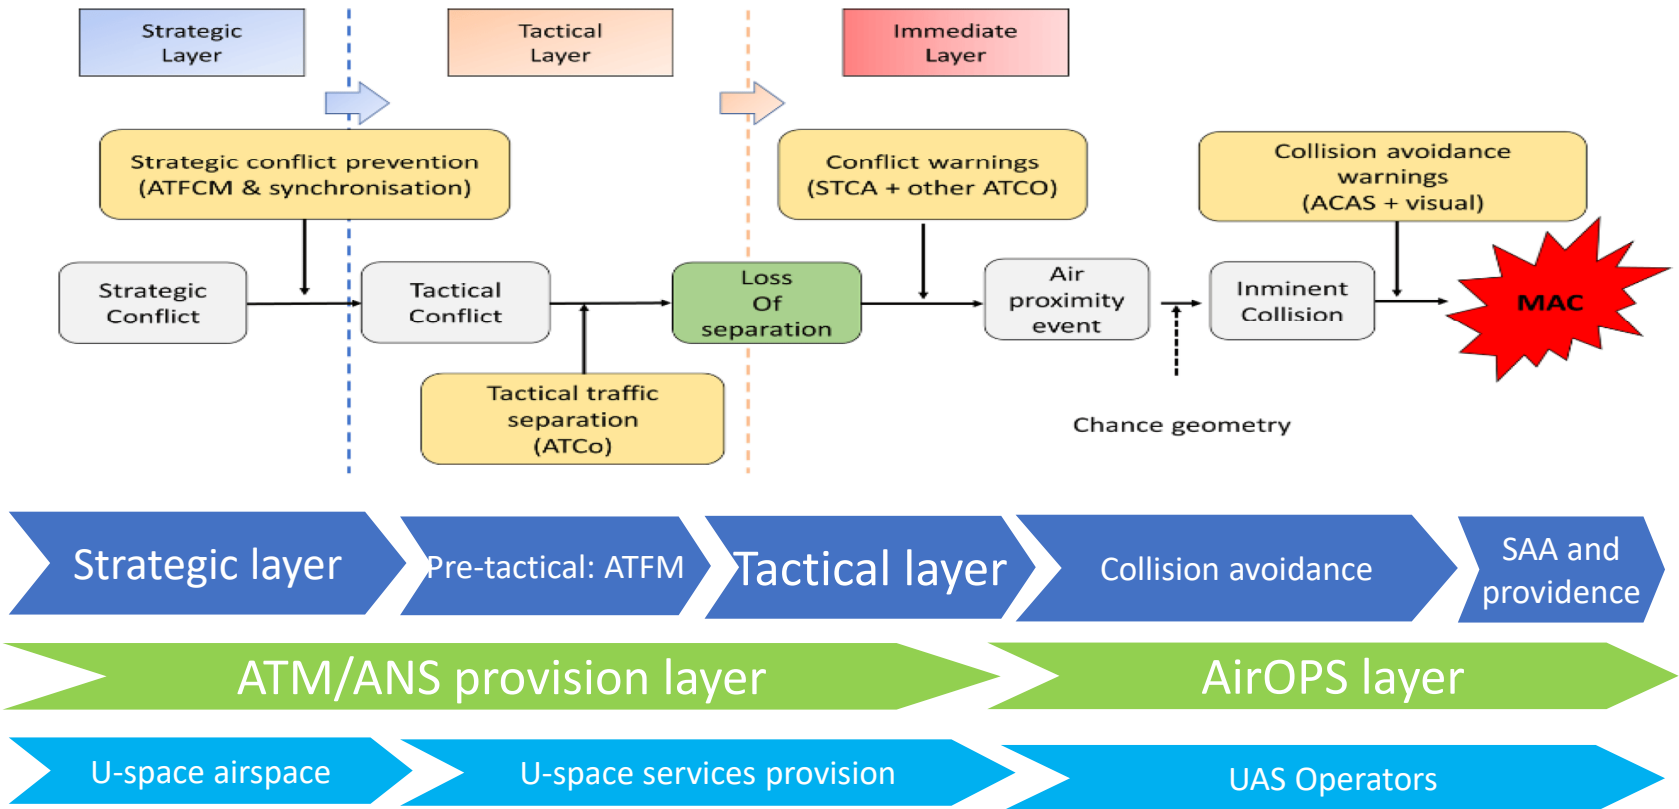 Strategic
Layer
Tactical
Layer
Immediate
Layer
Strategic conflict prevention
(ATFCM & synchronisation)
Conflict warnings
(STCA + other ATCO)
Collision avoidance
warnings
(ACAS + visual)
Strategic
Conflict
Tactical
Conflict
Loss
Of
separation
Air
proximity
event
Inminent
Collision
MAC
Tactical traffic
separation
(ATCo)
Chance geometry
Strategic layer
Pre-tactical: ATFM
Tactical layer
Collision avoidance
SAA and
providence
ATM/ANS provision layer
AirOPS layer
U-space airspace
U-space services provision
UAS Operators